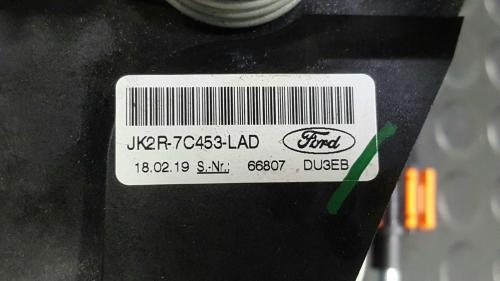 JK2R-7C453-LAD Ford
18.02.19 S.-Nr.: 66807 DU3EB